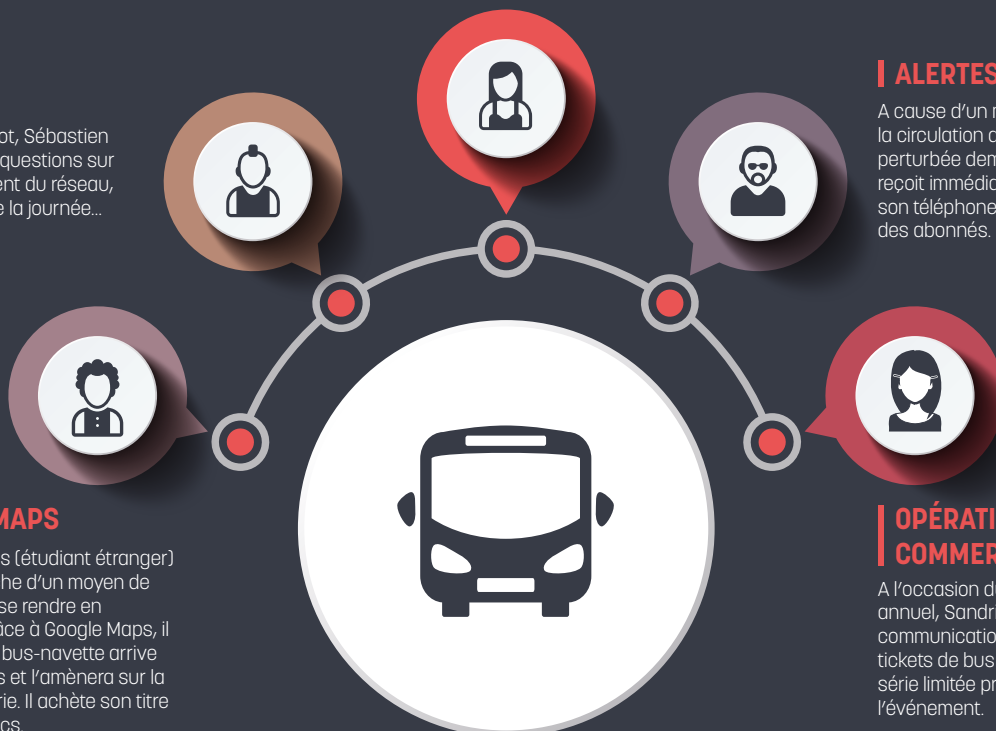 ot, Sébastien
questions sur
ent du réseau,
e la journée...
MAPS
s (étudiant étranger)
he d'un moyen de
se rendre en
âce à Google Maps, il
bus-navette arrive
s et l'amènera sur la
rie. Il achète son titre
cs.
ALERTES
A cause d'un m
la circulation d
perturbée dem
reçoit immédia
son téléphone
des abonnés.
OPÉRATI
COMMER
A l'occasion du
annuel, Sandri
communication
tickets de bus
série limitée pr
l'événement.